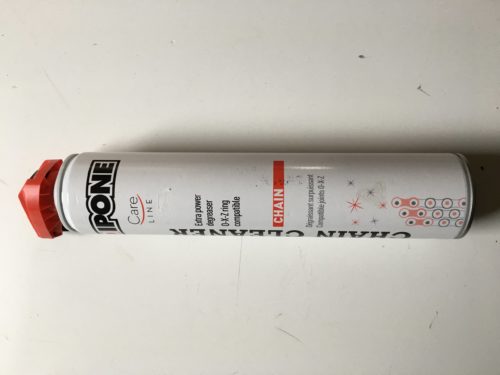 IPONE
Care
LINE
Extra power
degreaser
O-X-Z ring
compatible
CHAIN
Dégraissant surpuissant
Compatible joints O-X-Z
CHAIN CLEANER